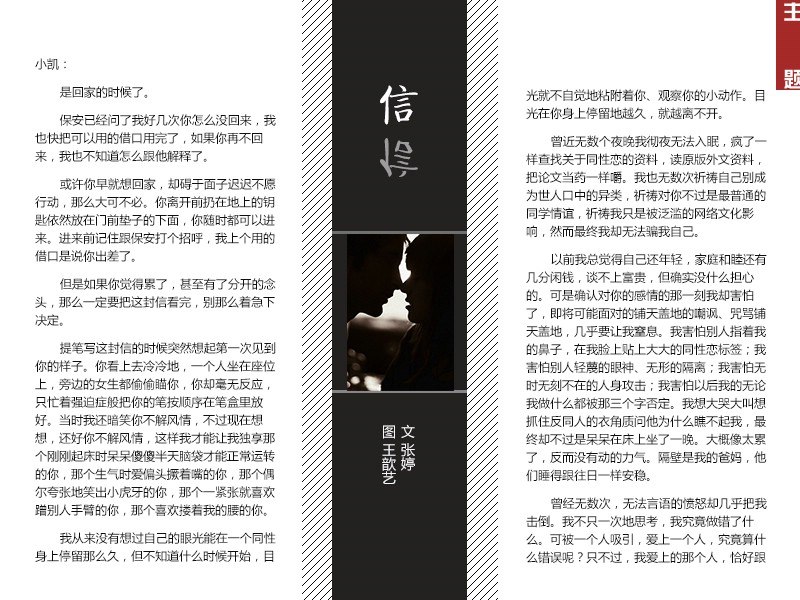 小凯：
是回家的时候了。
保安已经问了我好几次你怎么没回来，我
也快把可以用的借口用完了，如果你再不回
来，我也不知道怎么跟他解释了。
或许你早就想回家，却碍于面子迟迟不愿
行动，那么大可不必。你离开前扔在地上的钥
匙依然放在门前垫子的下面，你随时都可以进
来。进来前记住跟保安打个招呼，我上个用的
借口是说你出差了。
但是如果你觉得累了，甚至有了分开的念
头，那么一定要把这封信看完，别那么着急下
决定。
提笔写这封信的时候突然想起第一次见到
你的样子。你看上去冷冷地，一个人坐在座位
上，旁边的女生都偷偷瞄你，你却毫无反应，
只忙着强迫症般把你的笔按顺序在笔盒里放
好。当时我还暗笑你不解风情，不过现在想
想，还好你不解风情，这样我才能让我独享那
个刚刚起床时呆呆傻傻半天脑袋才能正常运转
的你，那个生气时爱偏头撅着嘴的你，那个偶
尔夸张地笑出小虎牙的你，那个一紧张就喜欢
蹭别人手臂的你，那个喜欢搂着我的腰的你。
我从来没有想过自己的眼光能在一个同性
身上停留那么久，但不知道什么时候开始，目
信
信
文 张婷
图 王歆艺
主
题
光就不自觉地粘附着你、观察你的小动作。目
光在你身上停留地越久，就越离不开。
曾近无数个夜晚我彻夜无法入眠，疯了一
样查找关于同性恋的资料，读原版外文资料，
把论文当药一样嚼。我也无数次祈祷自己别成
为世人口中的异类，祈祷对你不过是最普通的
同学情谊，祈祷我只是被泛滥的网络文化影
响，然而最终我却无法骗我自己。
以前我总觉得自己还年轻，家庭和睦还有
几分闲钱，谈不上富贵，但确实没什么担心
的。可是确认对你的感情的那一刻我却害怕
了，即将可能面对的铺天盖地的嘲讽、咒骂铺
天盖地，几乎要让我窒息。我害怕别人指着我
的鼻子，在我脸上贴上大大的同性恋标签；我
害怕别人轻蔑的眼神、无形的隔离；我害怕无
时无刻不在的人身攻击；我害怕以后我的无论
我做什么都被那三个字否定。我想大哭大叫想
抓住反同人的衣角质问他为什么瞧不起我，最
终却不过是呆呆在床上坐了一晚。大概像太累
了，反而没有动的力气。隔壁是我的爸妈，他
们睡得跟往日一样安稳。
曾经无数次，无法言语的愤怒却几乎把我
击倒。我不只一次地思考，我究竟做错了什
么。可被一个人吸引，爱上一个人，究竟算什
么错误呢？只不过，我爱上的那个人，恰好跟